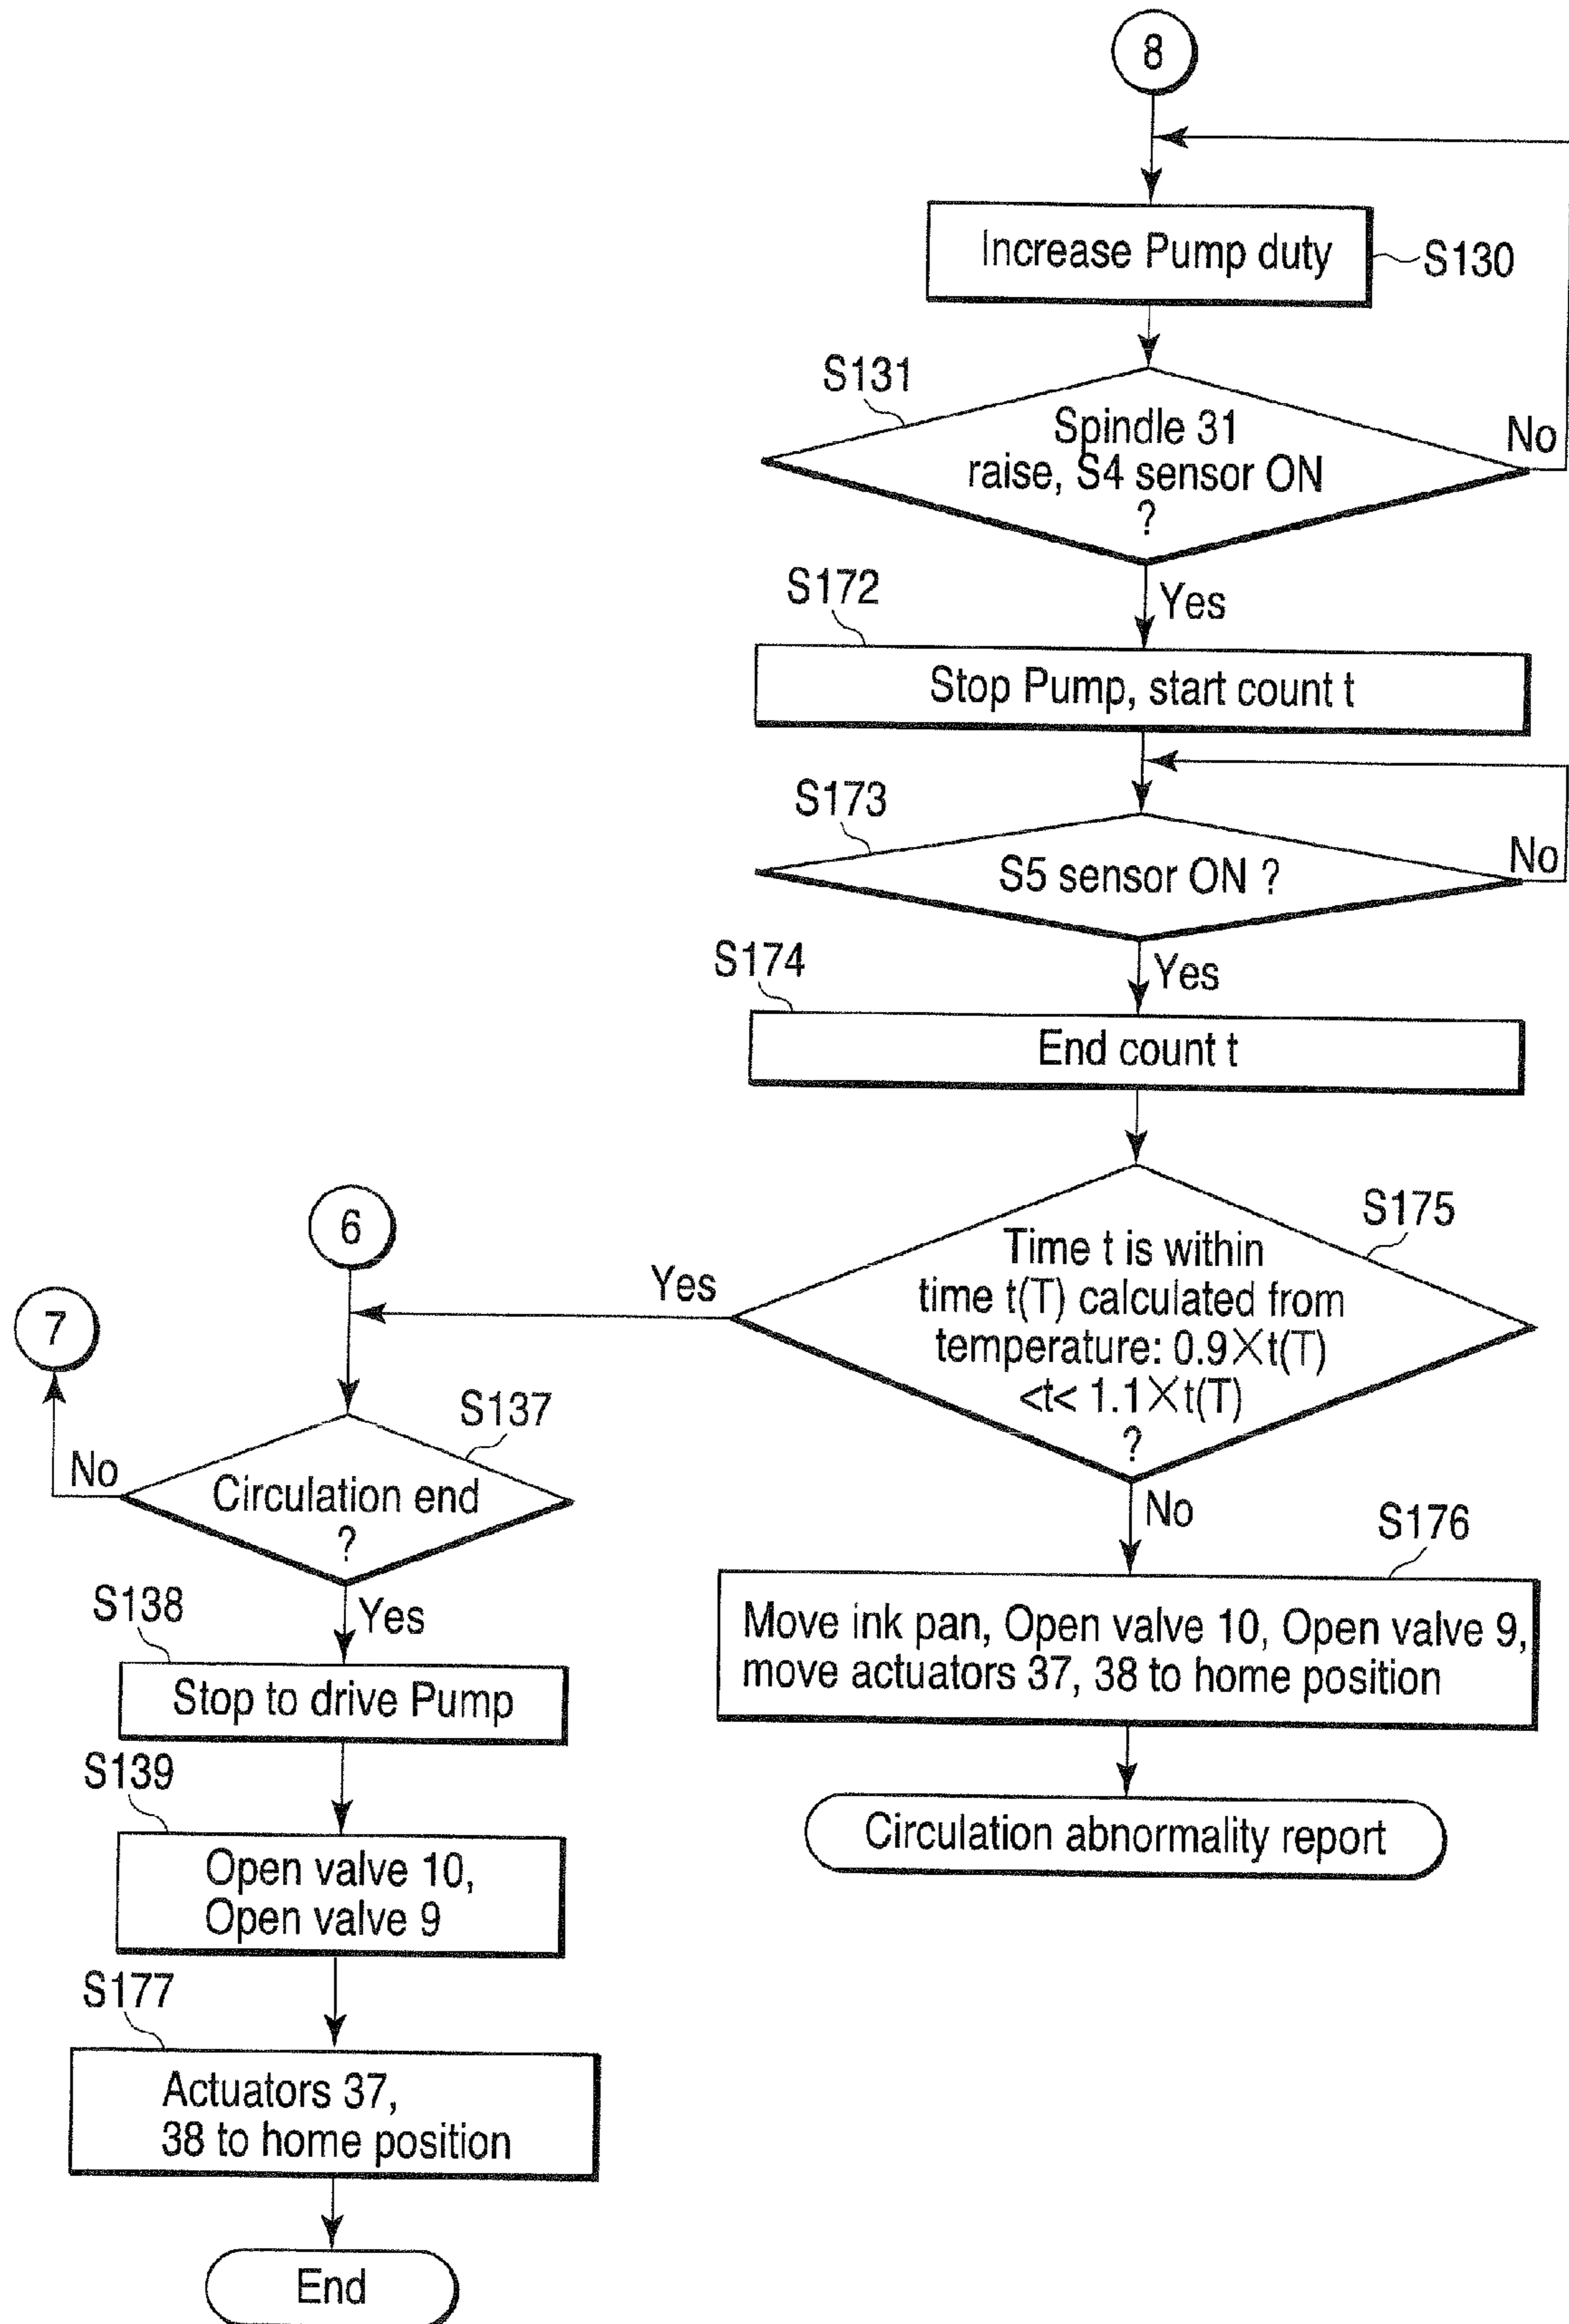 8
Increase Pump duty
S130
S131
Spindle 31
raise, S4 sensor ON
?
No
Yes
S172
Stop Pump, start count t
S173
S5 sensor ON ?
No
Yes
S174
End count t
S175
Time t is within
time t(T) calculated from
temperature: 0.9×t(T)
<t< 1.1×t(T)
?
Yes
No
6
7
S137
Circulation end
?
No
Yes
S138
Stop to drive Pump
S139
Open valve 10,
Open valve 9
S177
Actuators 37,
38 to home position
End
S176
Move ink pan, Open valve 10, Open valve 9,
move actuators 37, 38 to home position
Circulation abnormality report